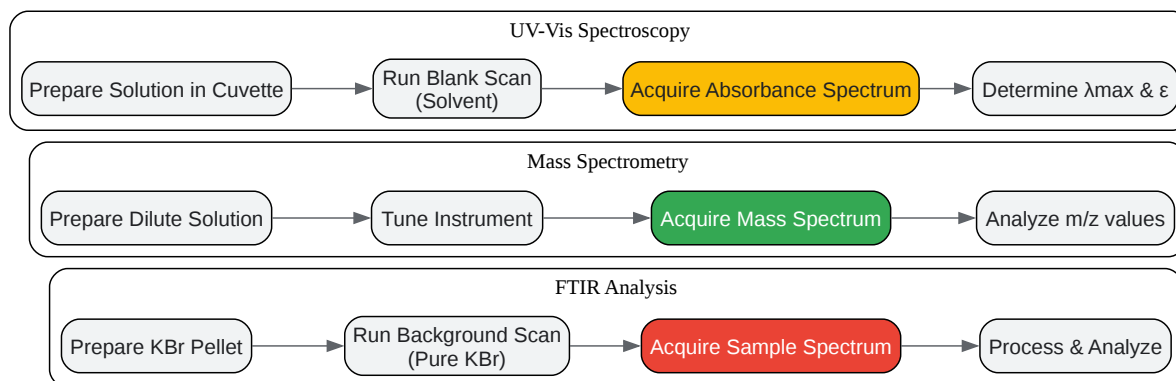 UV-Vis Spectroscopy
Prepare Solution in Cuvette
Run Blank Scan
(Solvent)
Acquire Absorbance Spectrum
Determine λmax & ε
Mass Spectrometry
Prepare Dilute Solution
Tune Instrument
Acquire Mass Spectrum
Analyze m/z values
FTIR Analysis
Prepare KBr Pellet
Run Background Scan
(Pure KBr)
Acquire Sample Spectrum
Process & Analyze